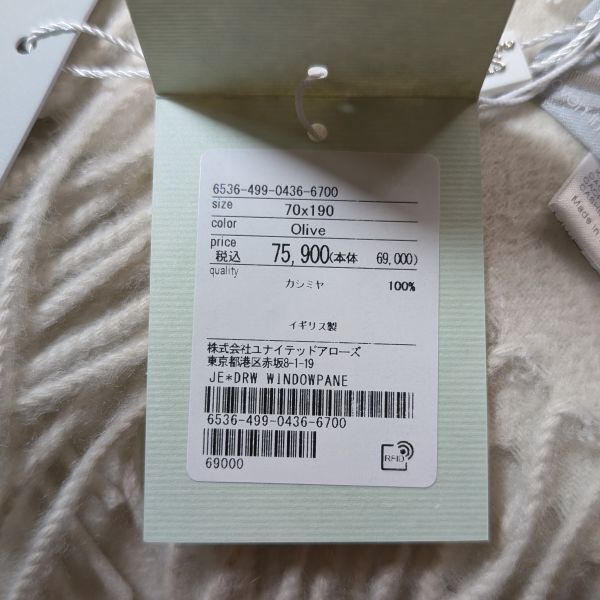 6536-499-0436-6700
size 70x190
color Olive
price 税込 75,900(本体 69,000)
quality
カシミヤ 100%
イギリス製
株式会社ユナイテッドアローズ
東京都港区赤坂8-1-19
JE*DRW WINDOWPANE
6536-499-0436-6700
69000
RFID
Made in